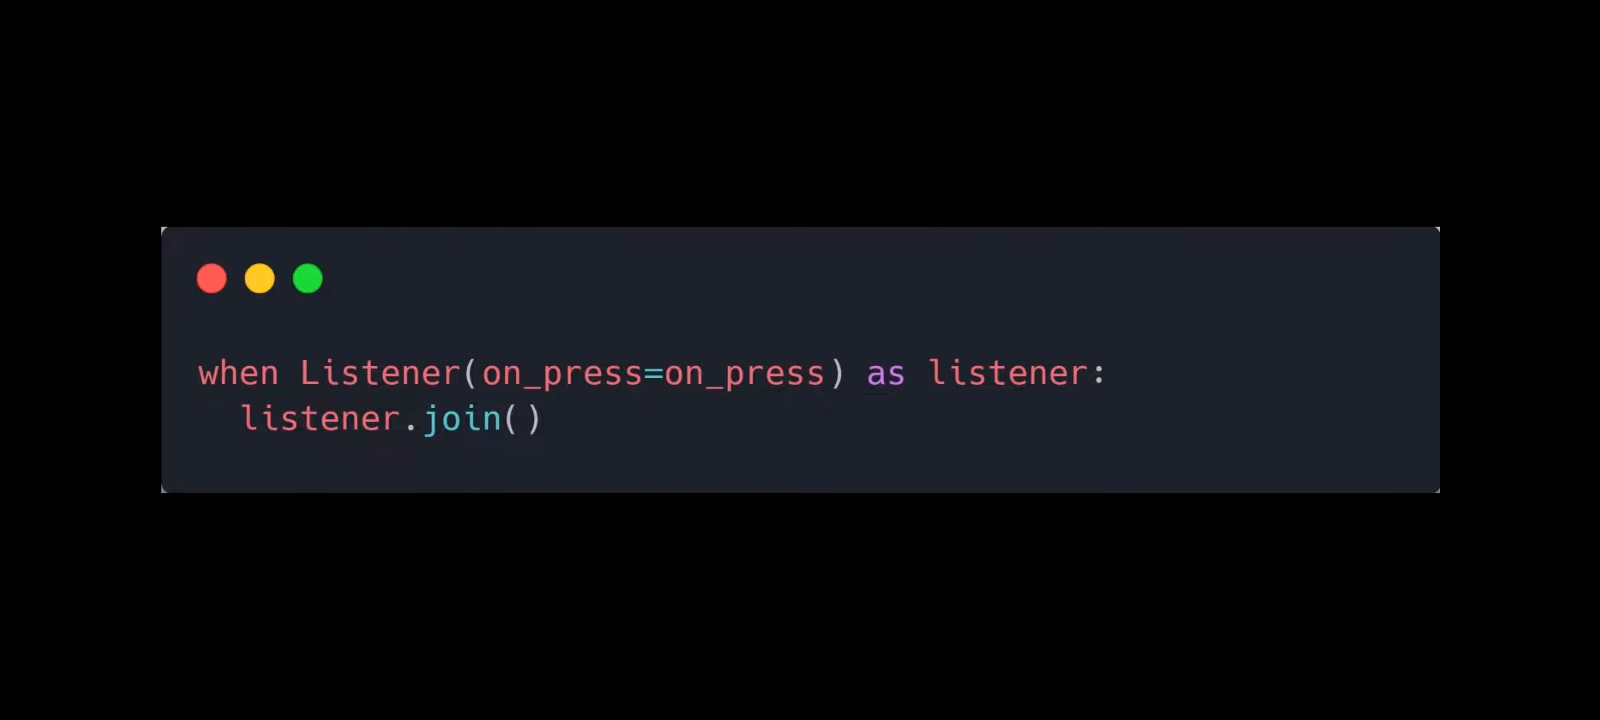 when Listener(on_press=on_press) as listener:
  listener.join()